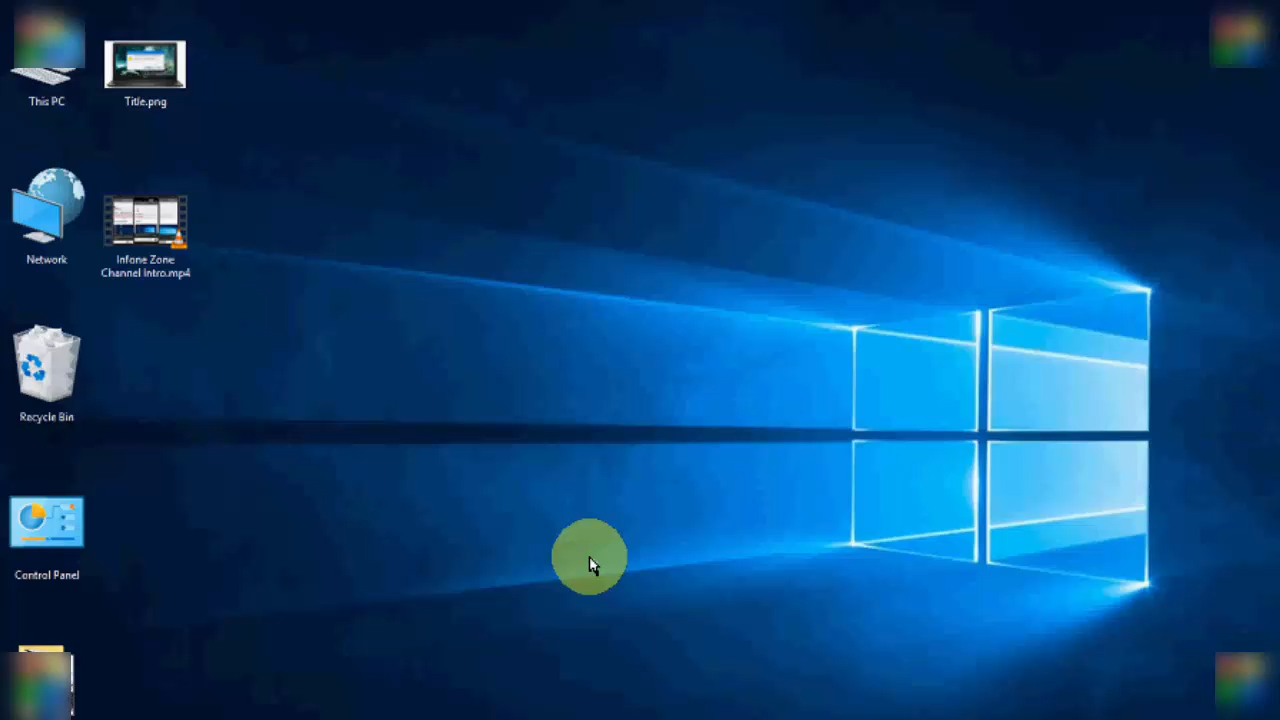 This PC
Title.png
Network
Infone Zone
Channel Intro.mp4
Recycle Bin
Control Panel